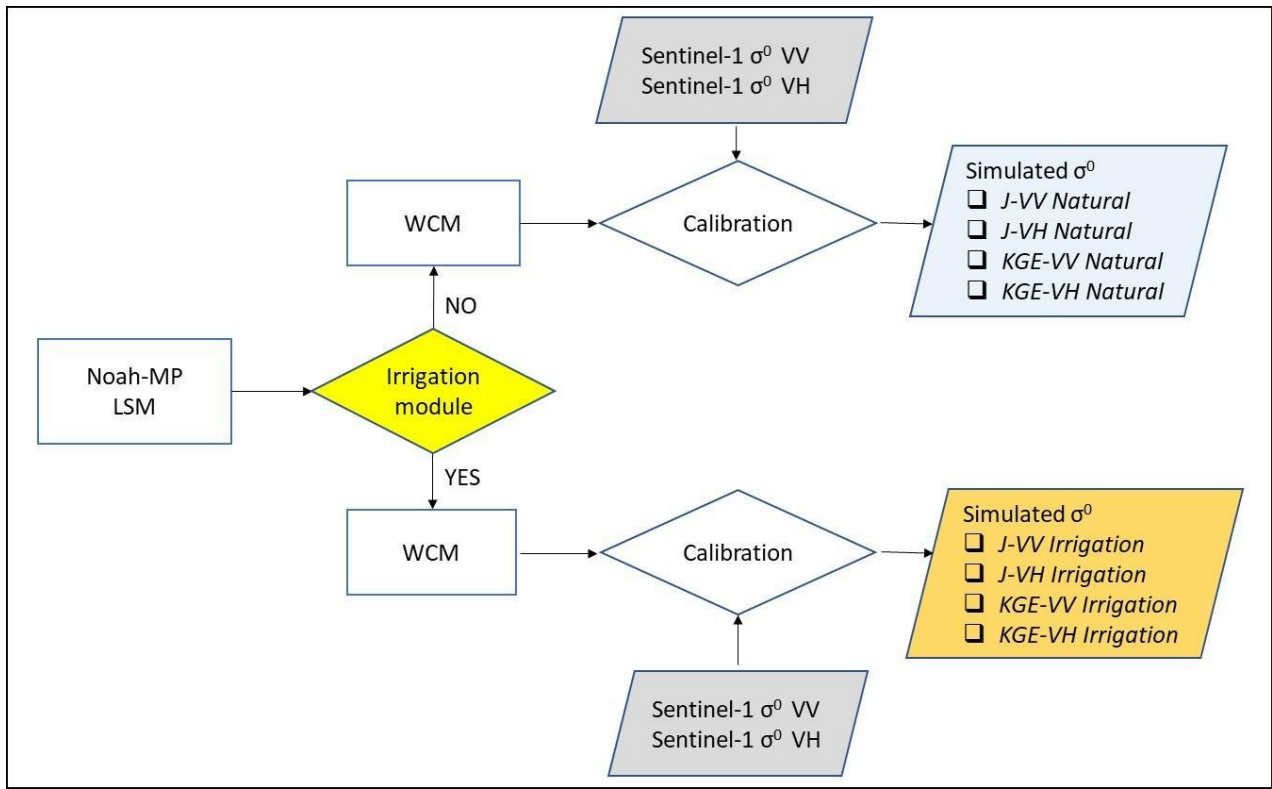 Sentinel-1 σ⁰ VV
Sentinel-1 σ⁰ VH
WCM
Calibration
Simulated σ⁰
❑ J-VV Natural
❑ J-VH Natural
❑ KGE-VV Natural
❑ KGE-VH Natural
NO
Noah-MP
LSM
Irrigation
module
YES
WCM
Calibration
Simulated σ⁰
❑ J-VV Irrigation
❑ J-VH Irrigation
❑ KGE-VV Irrigation
❑ KGE-VH Irrigation
Sentinel-1 σ⁰ VV
Sentinel-1 σ⁰ VH